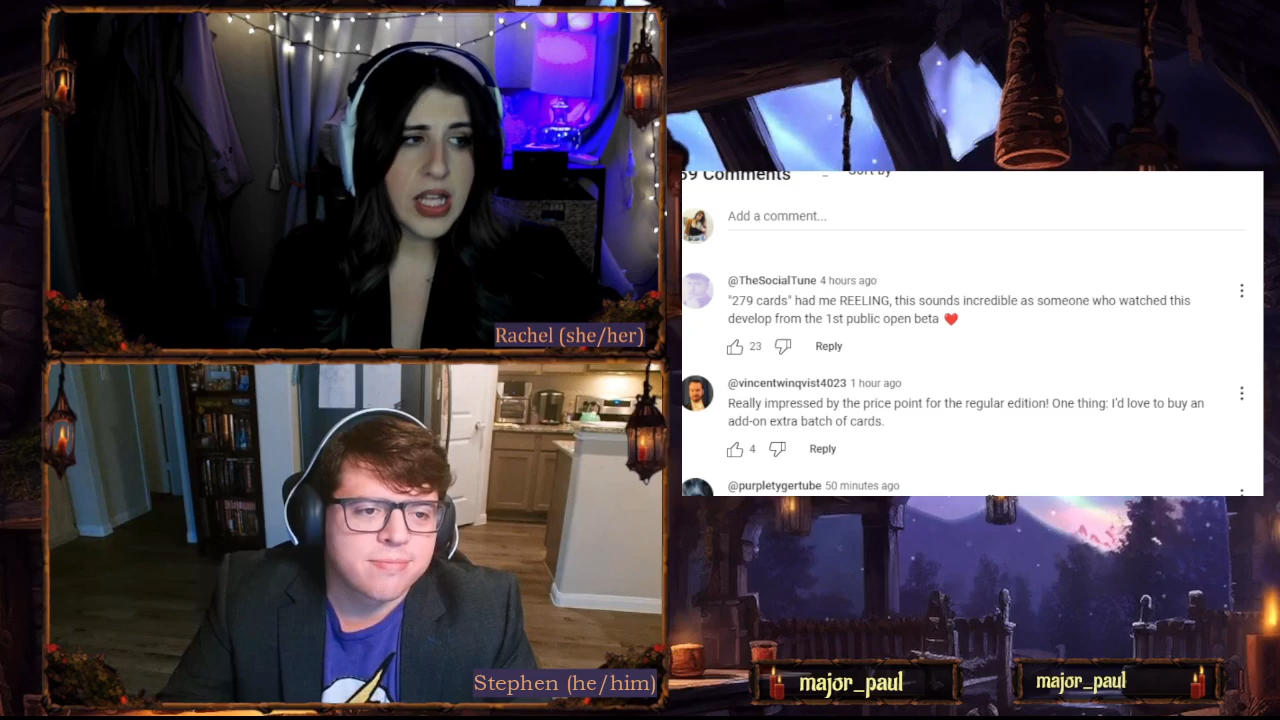 Rachel (she/her)
Stephen (he/him)
59 Comments
Sort by
Add a comment...
@TheSocialTune 4 hours ago
"279 cards" had me REELING, this sounds incredible as someone who watched this
develop from the 1st public open beta ❤️
23
Reply
@vincentwinqvist4023 1 hour ago
Really impressed by the price point for the regular edition! One thing: I'd love to buy an
add-on extra batch of cards.
4
Reply
@purpletygertube 50 minutes ago
major_paul
major_paul